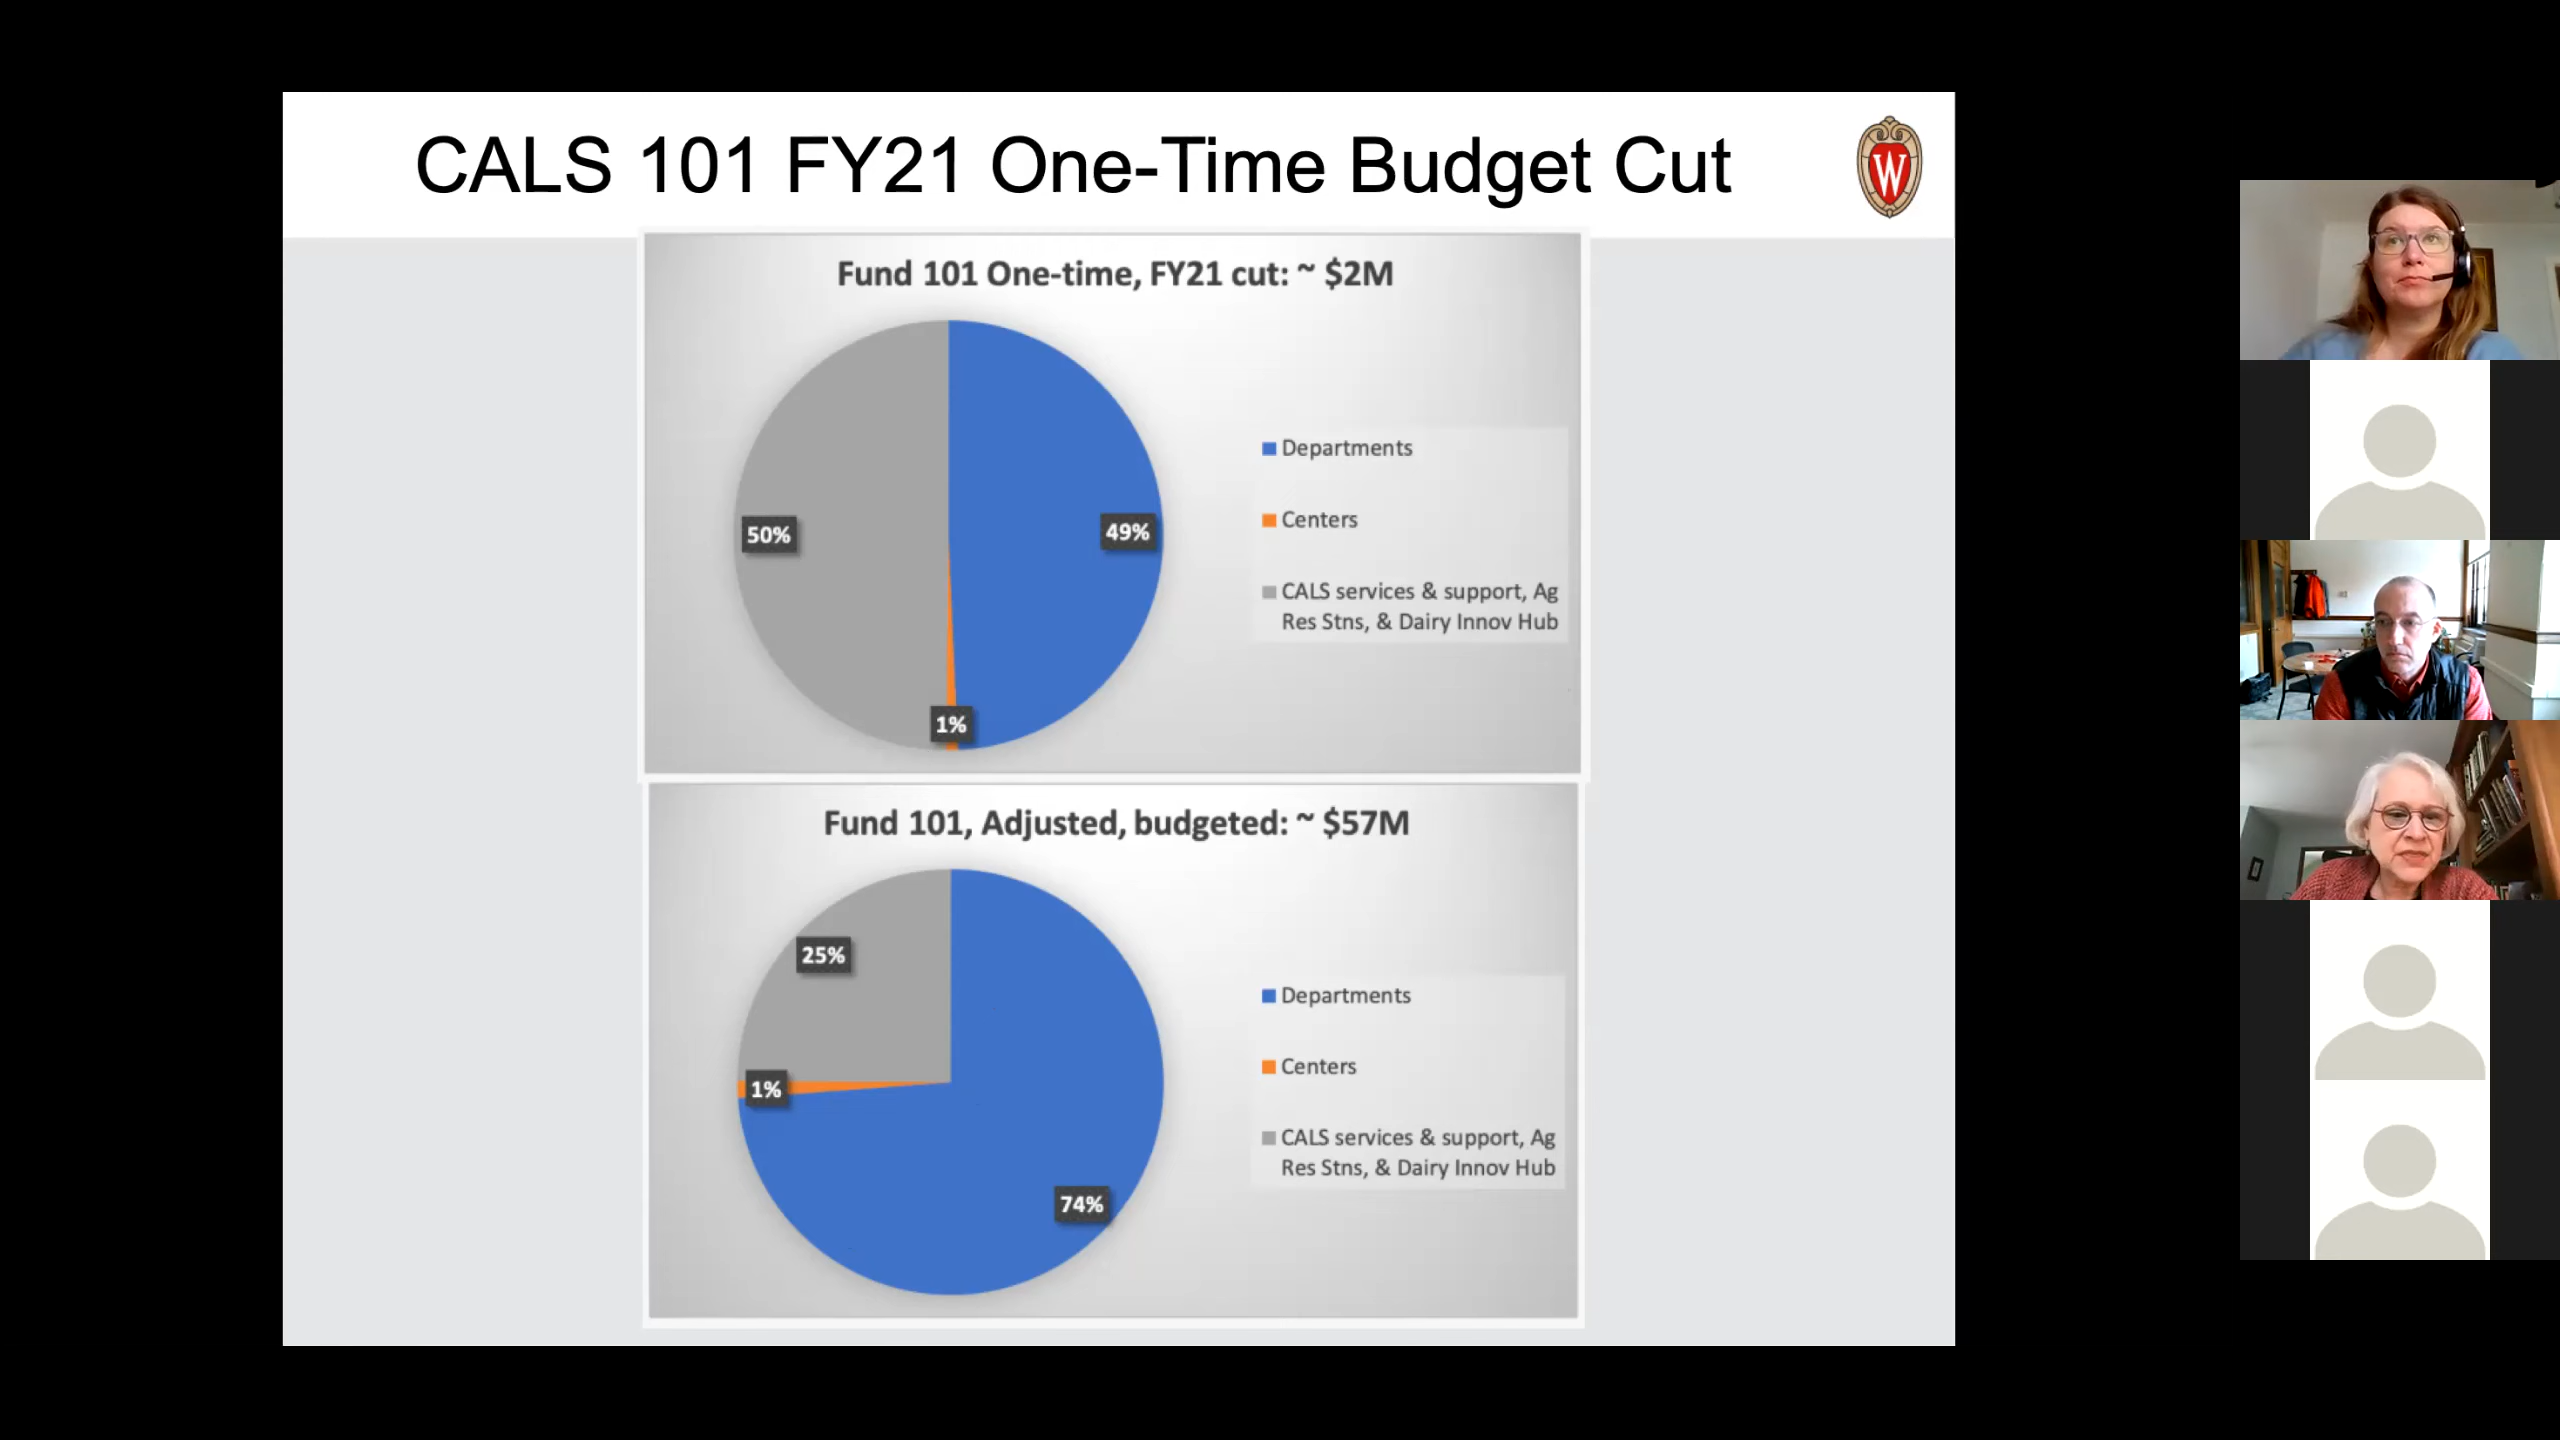 CALS 101 FY21 One-Time Budget Cut
W
Fund 101 One-time, FY21 cut: ~ $2M
50%
49%
1%
Departments
Centers
CALS services & support, Ag
Res Stns, & Dairy Innov Hub
Fund 101, Adjusted, budgeted: ~ $57M
25%
1%
74%
Departments
Centers
CALS services & support, Ag
Res Stns, & Dairy Innov Hub